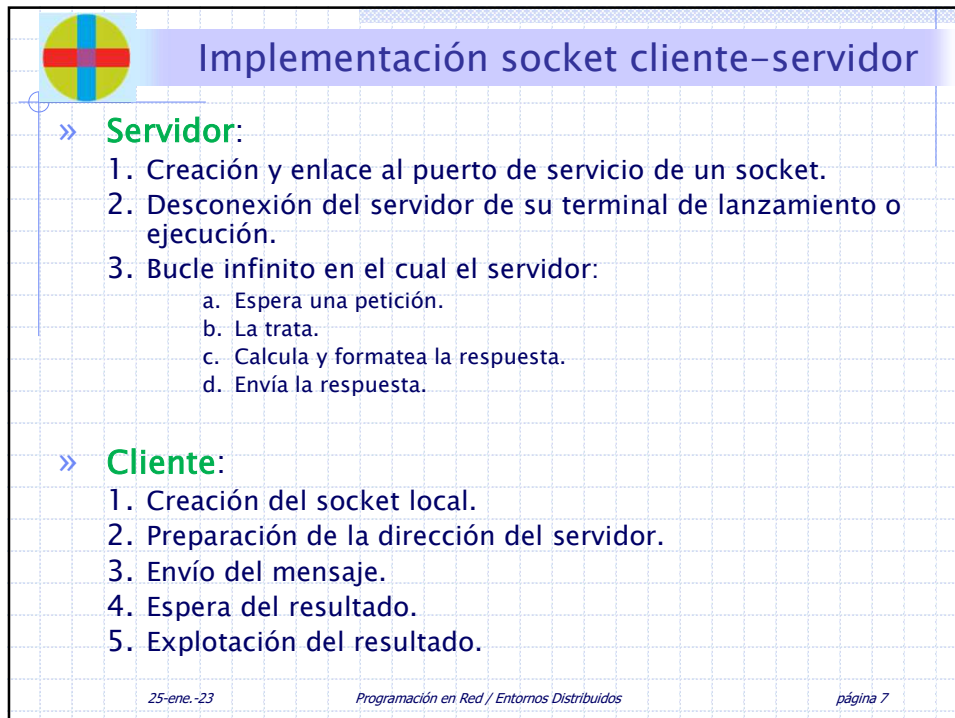 Implementación socket cliente-servidor
» Servidor:
1. Creación y enlace al puerto de servicio de un socket.
2. Desconexión del servidor de su terminal de lanzamiento o
ejecución.
3. Bucle infinito en el cual el servidor:
a. Espera una petición.
b. La trata.
c. Calcula y formatea la respuesta.
d. Envía la respuesta.
» Cliente:
1. Creación del socket local.
2. Preparación de la dirección del servidor.
3. Envío del mensaje.
4. Espera del resultado.
5. Explotación del resultado.
25-ene.-23 Programación en Red / Entornos Distribuidos página 7